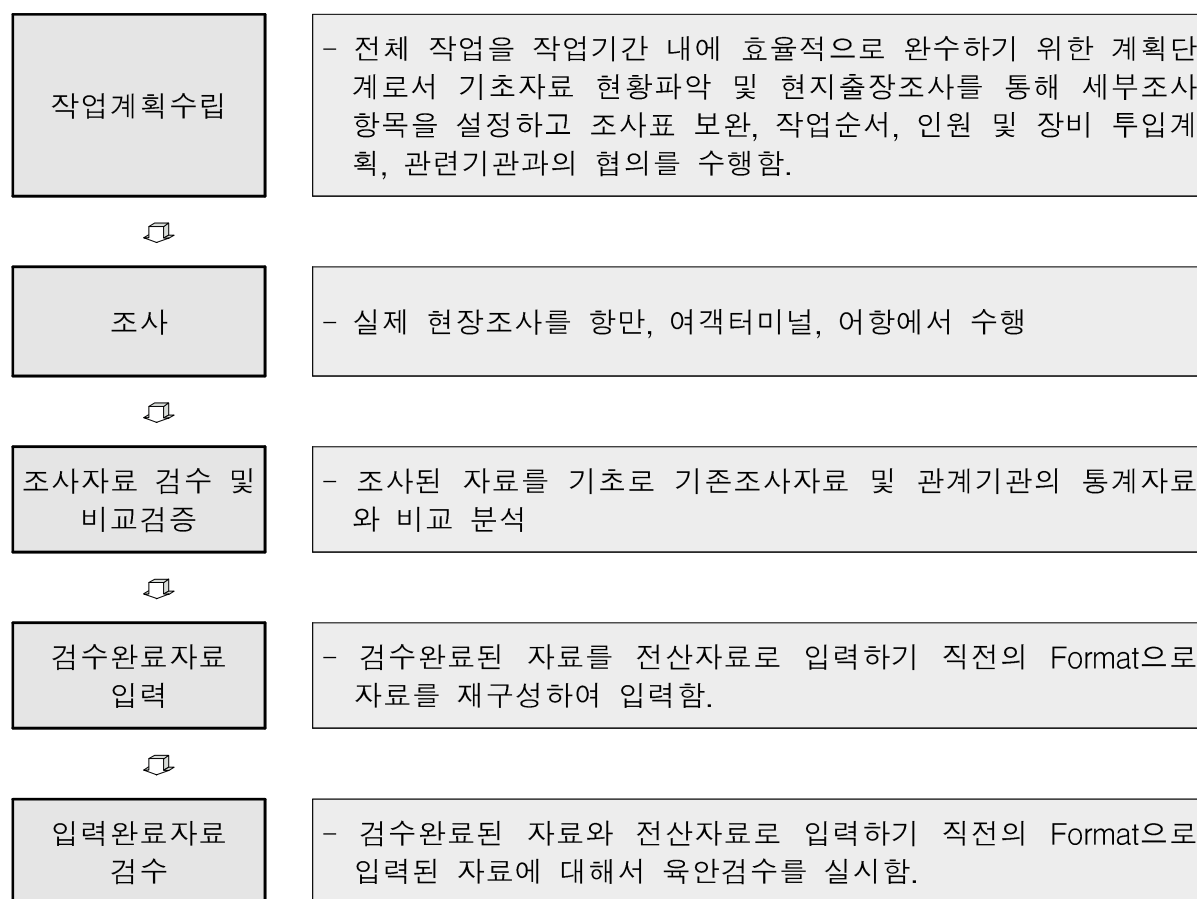 작업계획수립
- 전체 작업을 작업기간 내에 효율적으로 완수하기 위한 계획단
계로서 기초자료 현황파악 및 현지출장조사를 통해 세부조사
항목을 설정하고 조사표 보완, 작업순서, 인원 및 장비 투입계
획, 관련기관과의 협의를 수행함.
조사
- 실제 현장조사를 항만, 여객터미널, 어항에서 수행
조사자료 검수 및
비교검증
- 조사된 자료를 기초로 기존조사자료 및 관계기관의 통계자료
와 비교 분석
검수완료자료
입력
- 검수완료된 자료를 전산자료로 입력하기 직전의 Format으로
자료를 재구성하여 입력함.
입력완료자료
검수
- 검수완료된 자료와 전산자료로 입력하기 직전의 Format으로
입력된 자료에 대해서 육안검수를 실시함.